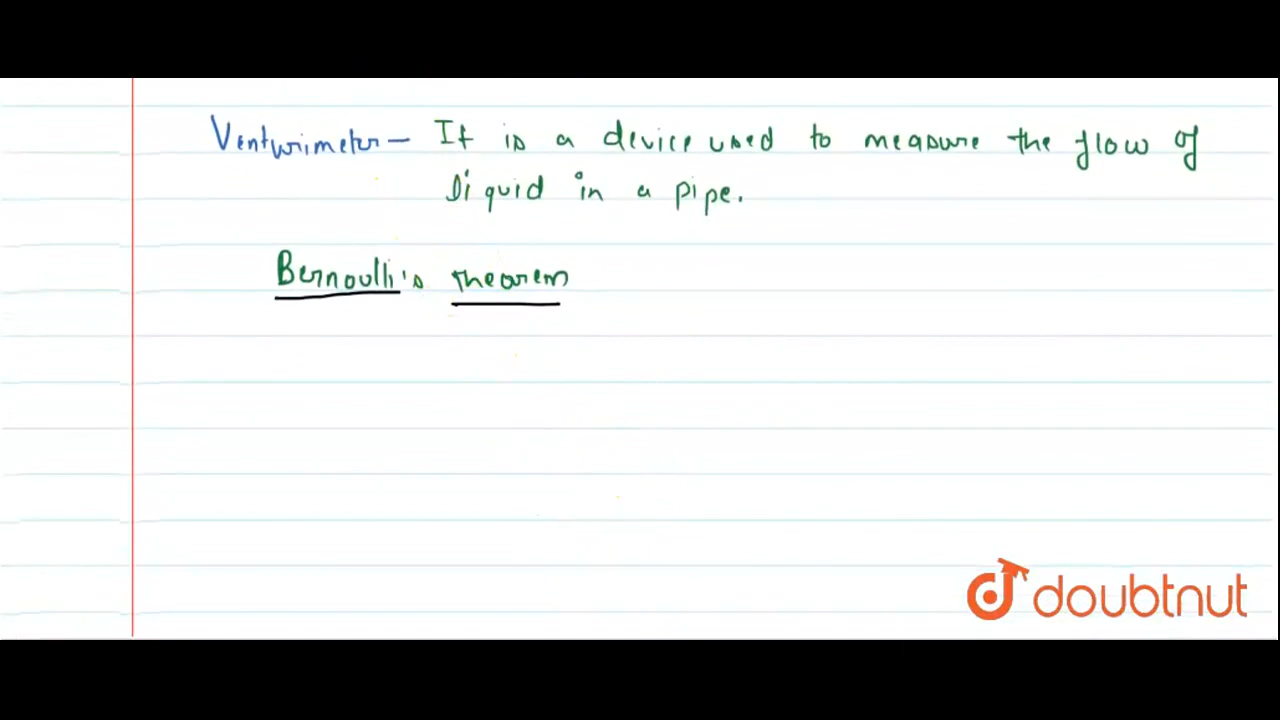 Venturimeter – It is a device used to measure the flow of
liquid in a pipe.
Bernoulli's theorem
doubtnut